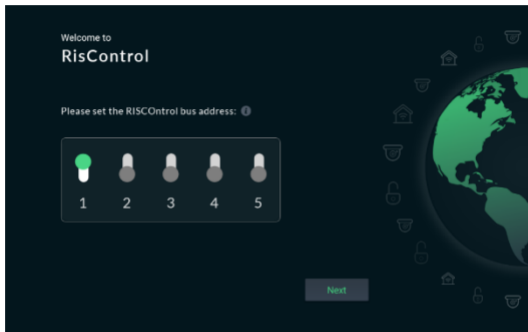 Welcome to
RisControl
Please set the RISCOntrol bus address:
1 2 3 4 5
Next